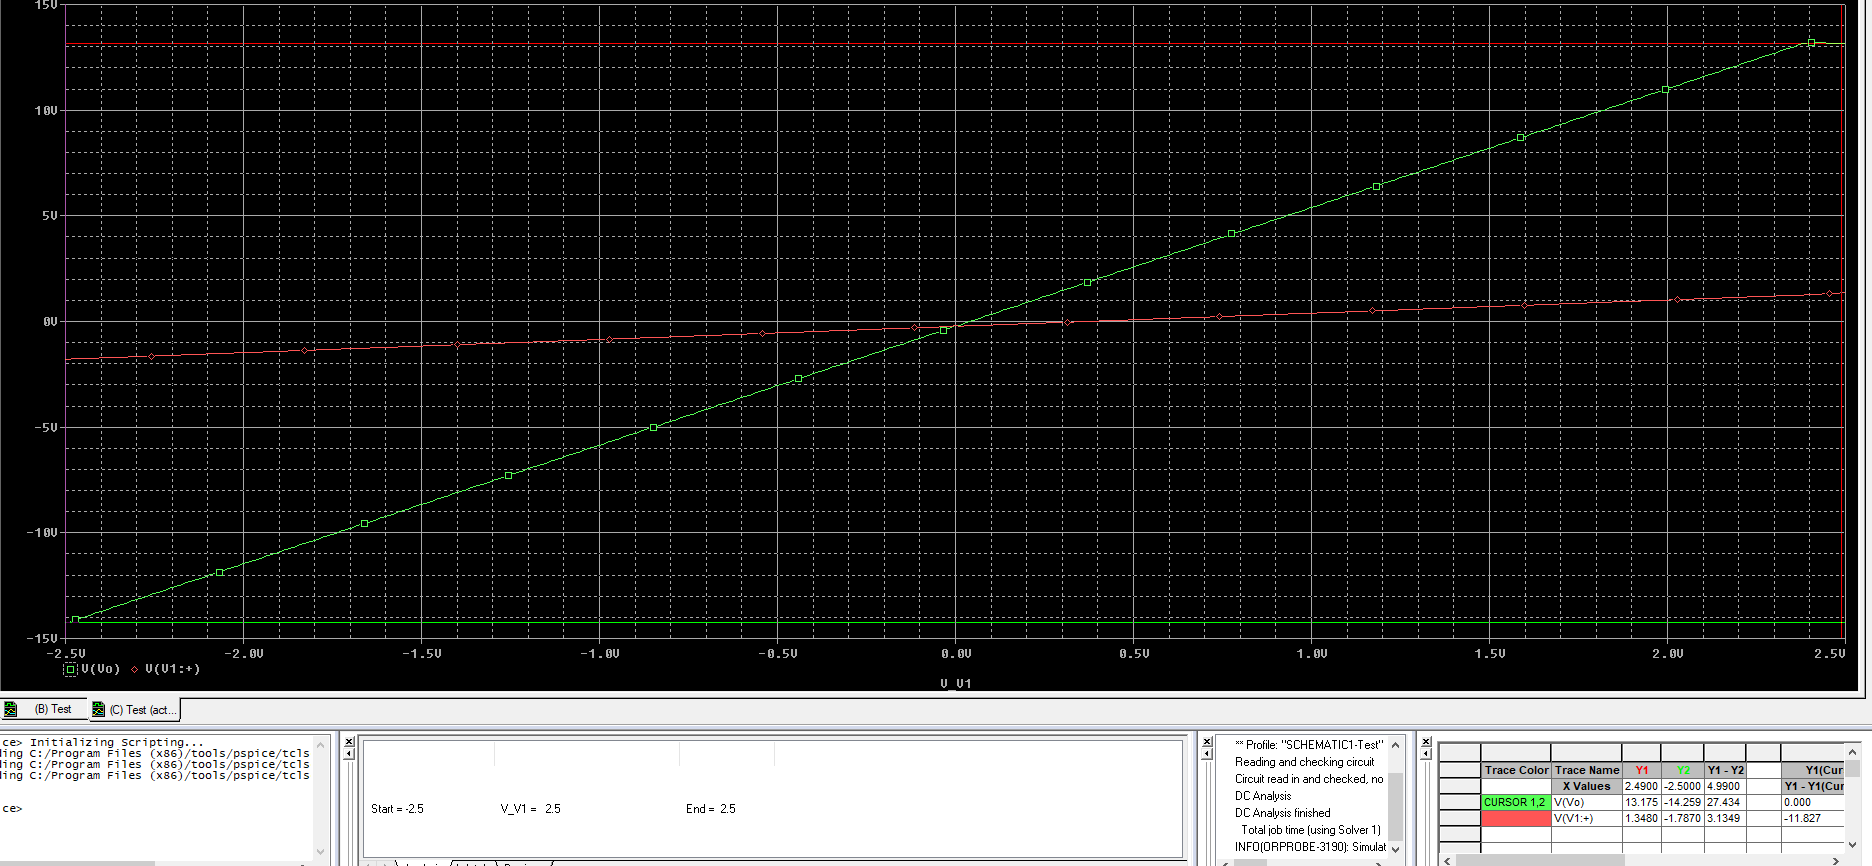 15V
10V
5V
0V
-5V
-10V
-15V
-2.5V -2.0V -1.5V -1.0V -0.5V 0.0V 0.5V 1.0V 1.5V 2.0V 2.5V
V(Vo) V(V1:+)
V_V1
(B) Test (C) Test (act...
ce> Initializing Scripting...
ing C:/Program Files (x86)/tools/pspice/tcls
ing C:/Program Files (x86)/tools/pspice/tcls
ing C:/Program Files (x86)/tools/pspice/tcls
ce>
Start = -2.5 V_V1 = 2.5 End = 2.5
** Profile: "SCHEMATIC1-Test"
Reading and checking circuit
Circuit read in and checked, no
DC Analysis
DC Analysis finished
Total job time (using Solver 1)
INFO(ORPROBE-3190): Simulat
Trace Color Trace Name Y1 Y2 Y1 - Y2 Y1(Cur
X Values 2.4900 -2.5000 4.9900 Y1 - Y1(Cur
CURSOR 1,2 V(Vo) 13.175 -14.259 27.434 0.000
V(V1:+) 1.3480 -1.7870 3.1349 -11.827